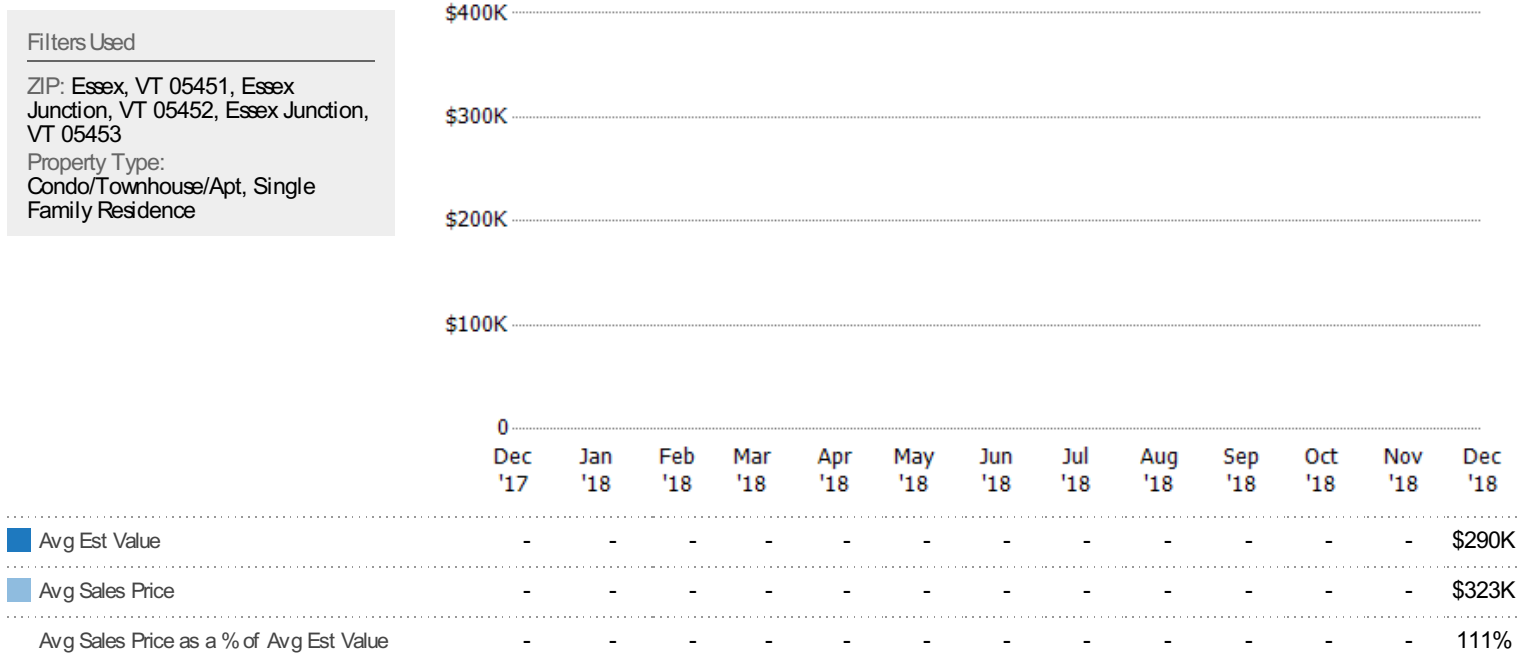 Filters Used
ZIP: Essex, VT 05451, Essex
Junction, VT 05452, Essex Junction,
VT 05453
Property Type:
Condo/Townhouse/Apt, Single
Family Residence
$400K
$300K
$200K
$100K
0
Dec Jan Feb Mar Apr May Jun Jul Aug Sep Oct Nov Dec
'17 '18 '18 '18 '18 '18 '18 '18 '18 '18 '18 '18 '18
Avg Est Value - - - - - - - - - - - - $290K
Avg Sales Price - - - - - - - - - - - - $323K
Avg Sales Price as a % of Avg Est Value - - - - - - - - - - - - 111%